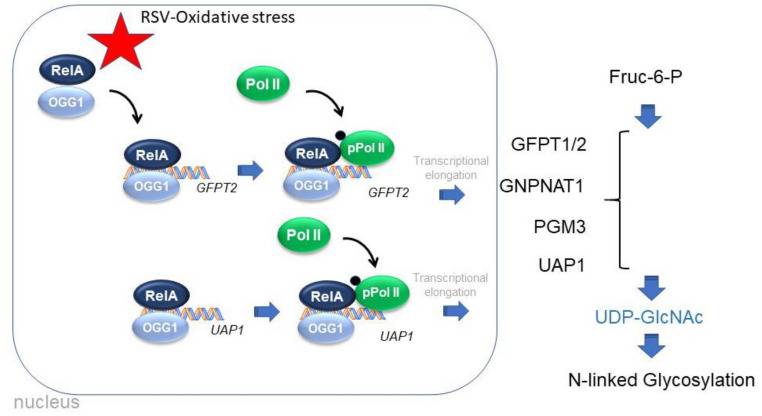 RSV-Oxidative stress
RelA
OGG1
Pol II
RelA
OGG1
GFPT2
RelA
pPol II
OGG1
GFPT2
Transcriptional
elongation
Pol II
RelA
OGG1
UAP1
RelA
pPol II
OGG1
UAP1
Transcriptional
elongation
nucleus
Fruc-6-P
GFPT1/2
GNPNAT1
PGM3
UAP1
UDP-GlcNAc
N-linked Glycosylation